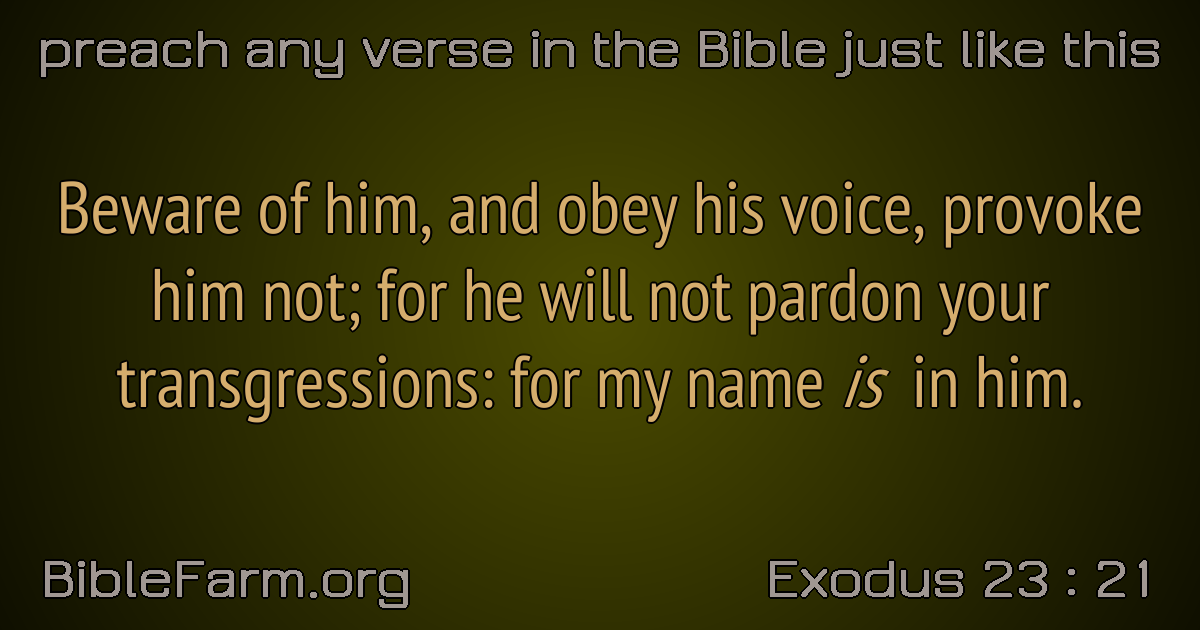 preach any verse in the Bible just like this
Beware of him, and obey his voice, provoke
him not; for he will not pardon your
transgressions: for my name is in him.
BibleFarm.org
Exodus 23 : 21